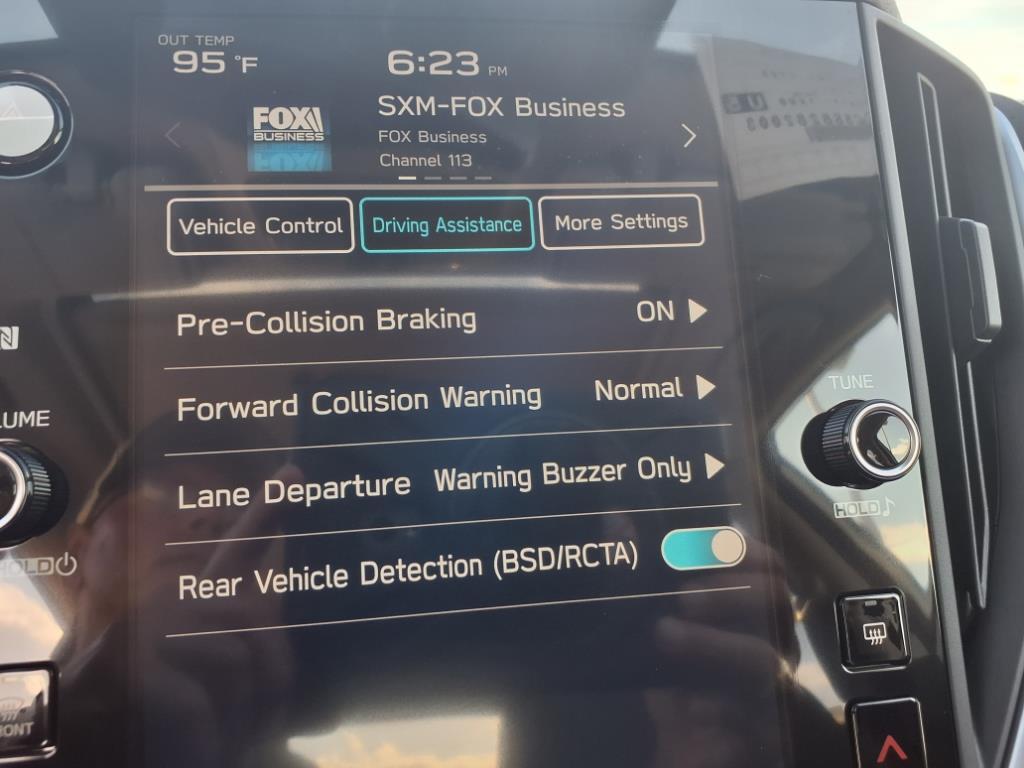 OUT TEMP
95 °F
6:23 PM
FOX
BUSINESS
SXM-FOX Business
FOX Business
Channel 113
Vehicle Control
Driving Assistance
More Settings
Pre-Collision Braking ON
Forward Collision Warning Normal
Lane Departure Warning Buzzer Only
Rear Vehicle Detection (BSD/RCTA)
N
LUME
HOLD
TUNE
HOLD